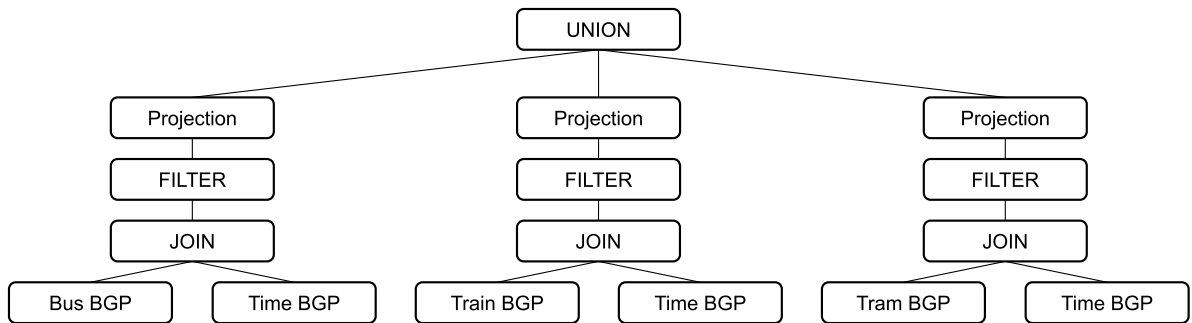 UNION
Projection
Projection
Projection
FILTER
FILTER
FILTER
JOIN
JOIN
JOIN
Bus BGP
Time BGP
Train BGP
Time BGP
Tram BGP
Time BGP